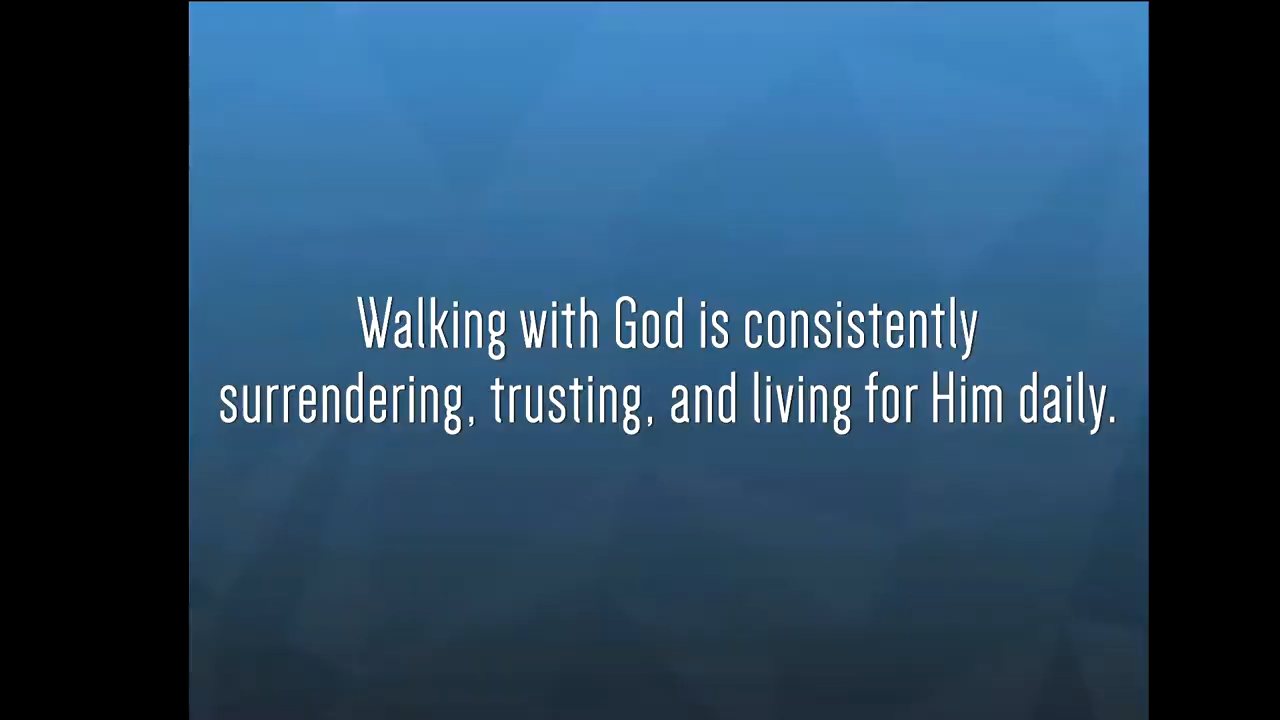 Walking with God is consistently
surrendering, trusting, and living for Him daily.